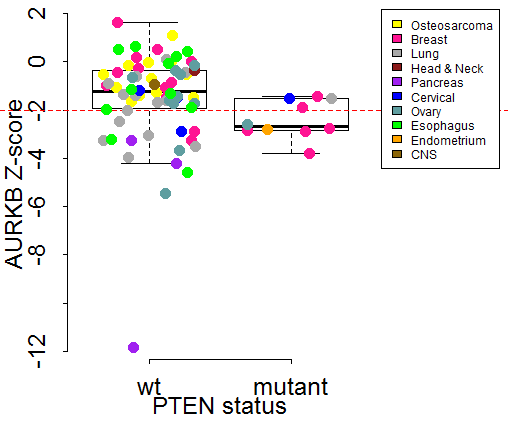 2
0
-2
-4
-6
-8
-12
AURKB Z-score
wt mutant
PTEN status
Osteosarcoma
Breast
Lung
Head & Neck
Pancreas
Cervical
Ovary
Esophagus
Endometrium
CNS